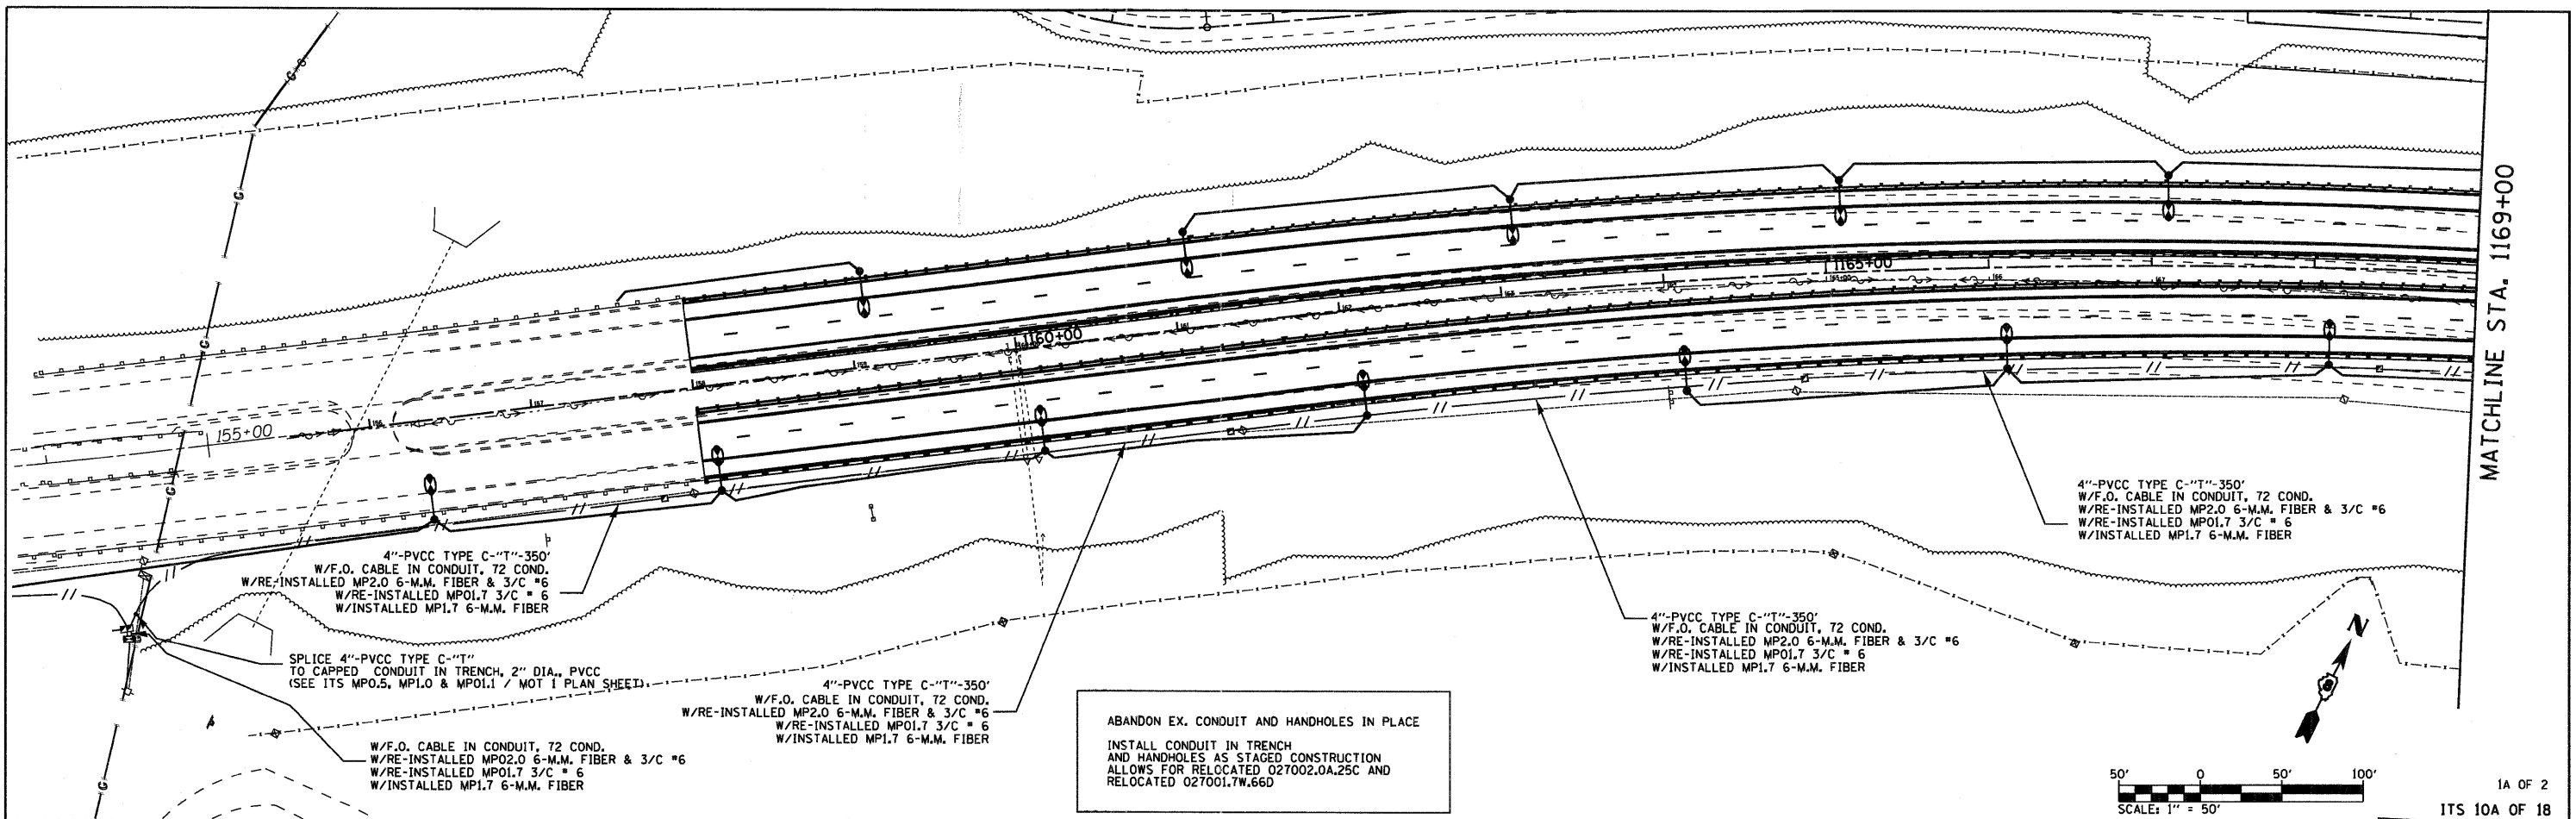 MATCHLINE STA. 1169+00
1165+00
1160+00
155+00
4"-PVCC TYPE C-"T"-350'
W/F.O. CABLE IN CONDUIT, 72 COND.
W/RE-INSTALLED MP2.0 6-M.M. FIBER & 3/C #6
W/RE-INSTALLED MP01.7 3/C # 6
W/INSTALLED MP1.7 6-M.M. FIBER
4"-PVCC TYPE C-"T"-350'
W/F.O. CABLE IN CONDUIT, 72 COND.
W/RE-INSTALLED MP2.0 6-M.M. FIBER & 3/C #6
W/RE-INSTALLED MP01.7 3/C # 6
W/INSTALLED MP1.7 6-M.M. FIBER
4"-PVCC TYPE C-"T"-350'
W/F.O. CABLE IN CONDUIT, 72 COND.
W/RE-INSTALLED MP2.0 6-M.M. FIBER & 3/C #6
W/RE-INSTALLED MP01.7 3/C # 6
W/INSTALLED MP1.7 6-M.M. FIBER
SPLICE 4"-PVCC TYPE C-"T"
TO CAPPED CONDUIT IN TRENCH, 2" DIA., PVCC
(SEE ITS MP0.5, MP1.0 & MP01.1 / MOT 1 PLAN SHEET)
4"-PVCC TYPE C-"T"-350'
W/F.O. CABLE IN CONDUIT, 72 COND.
W/RE-INSTALLED MP2.0 6-M.M. FIBER & 3/C #6
W/RE-INSTALLED MP01.7 3/C # 6
W/INSTALLED MP1.7 6-M.M. FIBER
W/F.O. CABLE IN CONDUIT, 72 COND.
W/RE-INSTALLED MP02.0 6-M.M. FIBER & 3/C #6
W/RE-INSTALLED MP01.7 3/C # 6
W/INSTALLED MP1.7 6-M.M. FIBER
ABANDON EX. CONDUIT AND HANDHOLES IN PLACE
INSTALL CONDUIT IN TRENCH
AND HANDHOLES AS STAGED CONSTRUCTION
ALLOWS FOR RELOCATED 027002.0A.25C AND
RELOCATED 027001.7W.66D
N
50' 0 50' 100'
SCALE: 1" = 50'
1A OF 2
ITS 10A OF 18